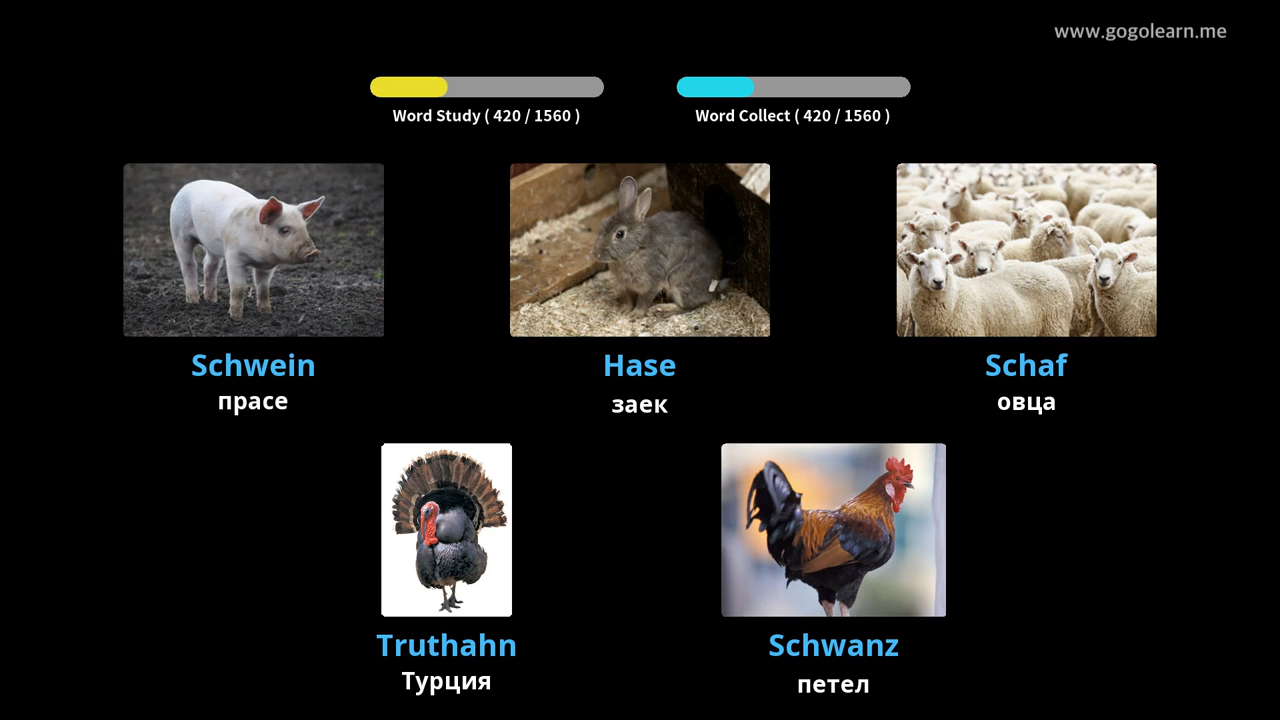 www.gogolearn.me
Word Study ( 420 / 1560 )
Word Collect ( 420 / 1560 )
Schwein
прасе
Hase
заек
Schaf
овца
Truthahn
Турция
Schwanz
петел